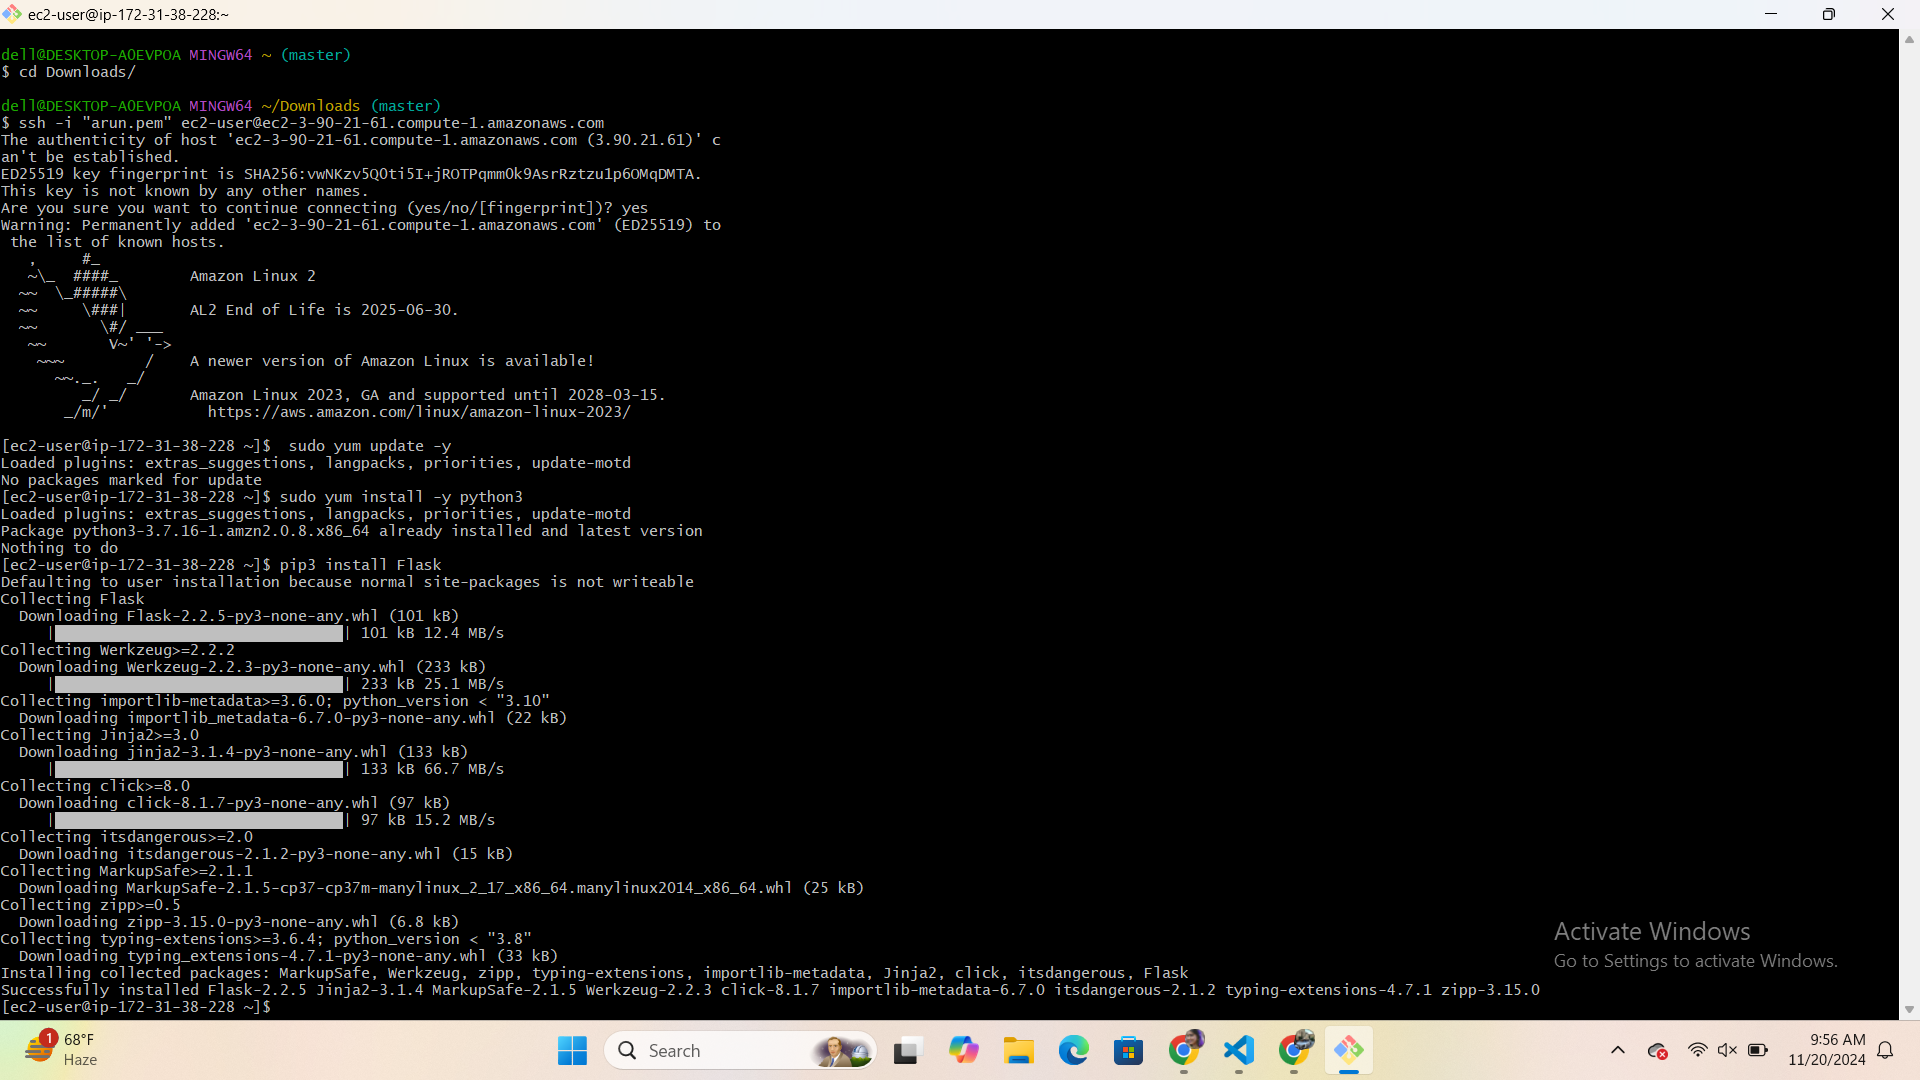 ec2-user@ip-172-31-38-228:~
dell@DESKTOP-A0EVPOA MINGW64 ~ (master)
$ cd Downloads/
dell@DESKTOP-A0EVPOA MINGW64 ~/Downloads (master)
$ ssh -i "arun.pem" ec2-user@ec2-3-90-21-61.compute-1.amazonaws.com
The authenticity of host 'ec2-3-90-21-61.compute-1.amazonaws.com (3.90.21.61)' c
an't be established.
ED25519 key fingerprint is SHA256:vwNKzv5QOti5I+jROTPqmmOk9AsrRztzu1p6OMqDMTA.
This key is not known by any other names.
Are you sure you want to continue connecting (yes/no/[fingerprint])? yes
Warning: Permanently added 'ec2-3-90-21-61.compute-1.amazonaws.com' (ED25519) to
 the list of known hosts.
   ,     #_
   ~\_  ####_        Amazon Linux 2
  ~~  \_#####\
  ~~     \###|       AL2 End of Life is 2025-06-30.
  ~~       \#/ ___
   ~~       V~' '->
    ~~~         /    A newer version of Amazon Linux is available!
      ~~._.   _/
         _/ _/       Amazon Linux 2023, GA and supported until 2028-03-15.
       _/m/'           https://aws.amazon.com/linux/amazon-linux-2023/
[ec2-user@ip-172-31-38-228 ~]$  sudo yum update -y
Loaded plugins: extras_suggestions, langpacks, priorities, update-motd
No packages marked for update
[ec2-user@ip-172-31-38-228 ~]$ sudo yum install -y python3
Loaded plugins: extras_suggestions, langpacks, priorities, update-motd
Package python3-3.7.16-1.amzn2.0.8.x86_64 already installed and latest version
Nothing to do
[ec2-user@ip-172-31-38-228 ~]$ pip3 install Flask
Defaulting to user installation because normal site-packages is not writeable
Collecting Flask
  Downloading Flask-2.2.5-py3-none-any.whl (101 kB)
     |████████████████████████████████| 101 kB 12.4 MB/s
Collecting Werkzeug>=2.2.2
  Downloading Werkzeug-2.2.3-py3-none-any.whl (233 kB)
     |████████████████████████████████| 233 kB 25.1 MB/s
Collecting importlib-metadata>=3.6.0; python_version < "3.10"
  Downloading importlib_metadata-6.7.0-py3-none-any.whl (22 kB)
Collecting Jinja2>=3.0
  Downloading jinja2-3.1.4-py3-none-any.whl (133 kB)
     |████████████████████████████████| 133 kB 66.7 MB/s
Collecting click>=8.0
  Downloading click-8.1.7-py3-none-any.whl (97 kB)
     |████████████████████████████████| 97 kB 15.2 MB/s
Collecting itsdangerous>=2.0
  Downloading itsdangerous-2.1.2-py3-none-any.whl (15 kB)
Collecting MarkupSafe>=2.1.1
  Downloading MarkupSafe-2.1.5-cp37-cp37m-manylinux_2_17_x86_64.manylinux2014_x86_64.whl (25 kB)
Collecting zipp>=0.5
  Downloading zipp-3.15.0-py3-none-any.whl (6.8 kB)
Collecting typing-extensions>=3.6.4; python_version < "3.8"
  Downloading typing_extensions-4.7.1-py3-none-any.whl (33 kB)
Installing collected packages: MarkupSafe, Werkzeug, zipp, typing-extensions, importlib-metadata, Jinja2, click, itsdangerous, Flask
Successfully installed Flask-2.2.5 Jinja2-3.1.4 MarkupSafe-2.1.5 Werkzeug-2.2.3 click-8.1.7 importlib-metadata-6.7.0 itsdangerous-2.1.2 typing-extensions-4.7.1 zipp-3.15.0
[ec2-user@ip-172-31-38-228 ~]$
Activate Windows
Go to Settings to activate Windows.
1
68°F
Haze
Search
9:56 AM
11/20/2024